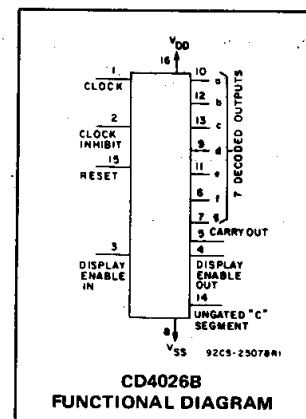 VDD
16
1
CLOCK
10 a
12 b
2
CLOCK
INHIBIT
13 c
9 d
15
RESET
11 e
6 f
7 g
7 DECODED OUTPUTS
5
CARRY OUT
3
DISPLAY
ENABLE
IN
4
DISPLAY
ENABLE
OUT
14
UNGATED "C"
SEGMENT
8
VSS
92CS-25078R1
CD4026B
FUNCTIONAL DIAGRAM